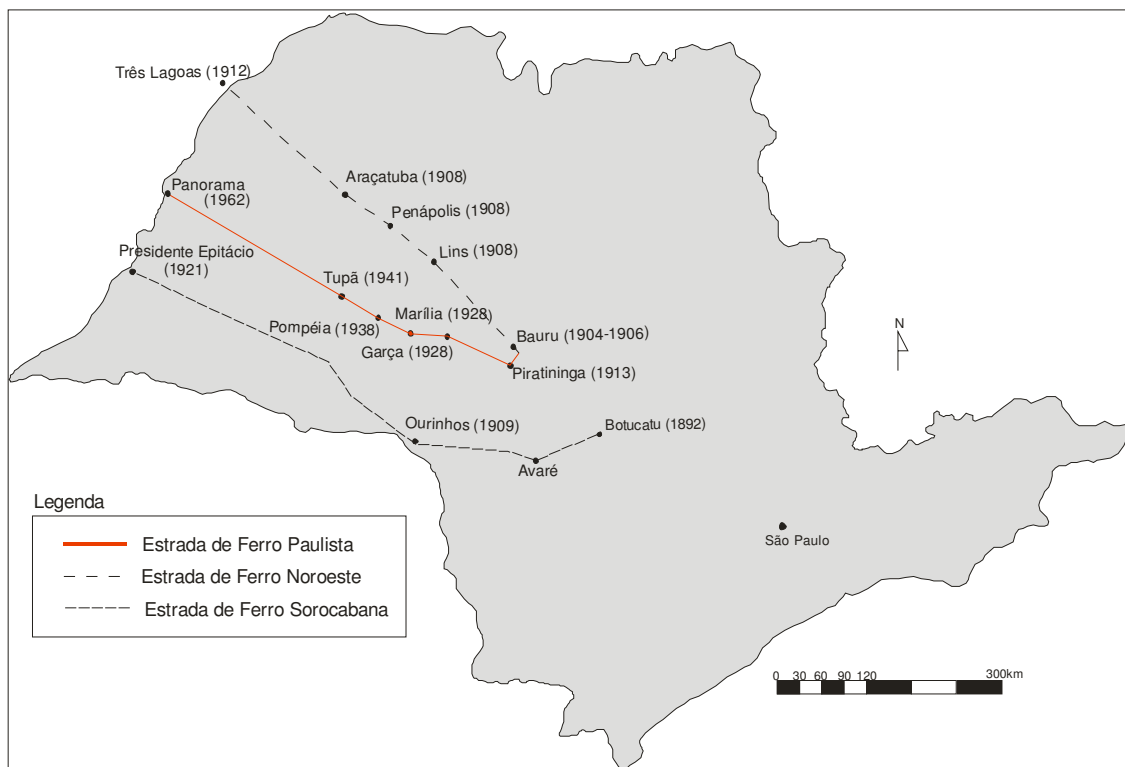 Três Lagoas (1912)
Araçatuba (1908)
Panorama
(1962)
Penápolis (1908)
Presidente Epitácio
(1921)
Lins (1908)
Tupã (1941)
Marília (1928)
Pompéia (1938)
Garça (1928)
Bauru (1904-1906)
Piratininga (1913)
N
Ourinhos (1909)
Botucatu (1892)
Avaré
São Paulo
Legenda
Estrada de Ferro Paulista
Estrada de Ferro Noroeste
Estrada de Ferro Sorocabana
0 30 60 90 120 300km